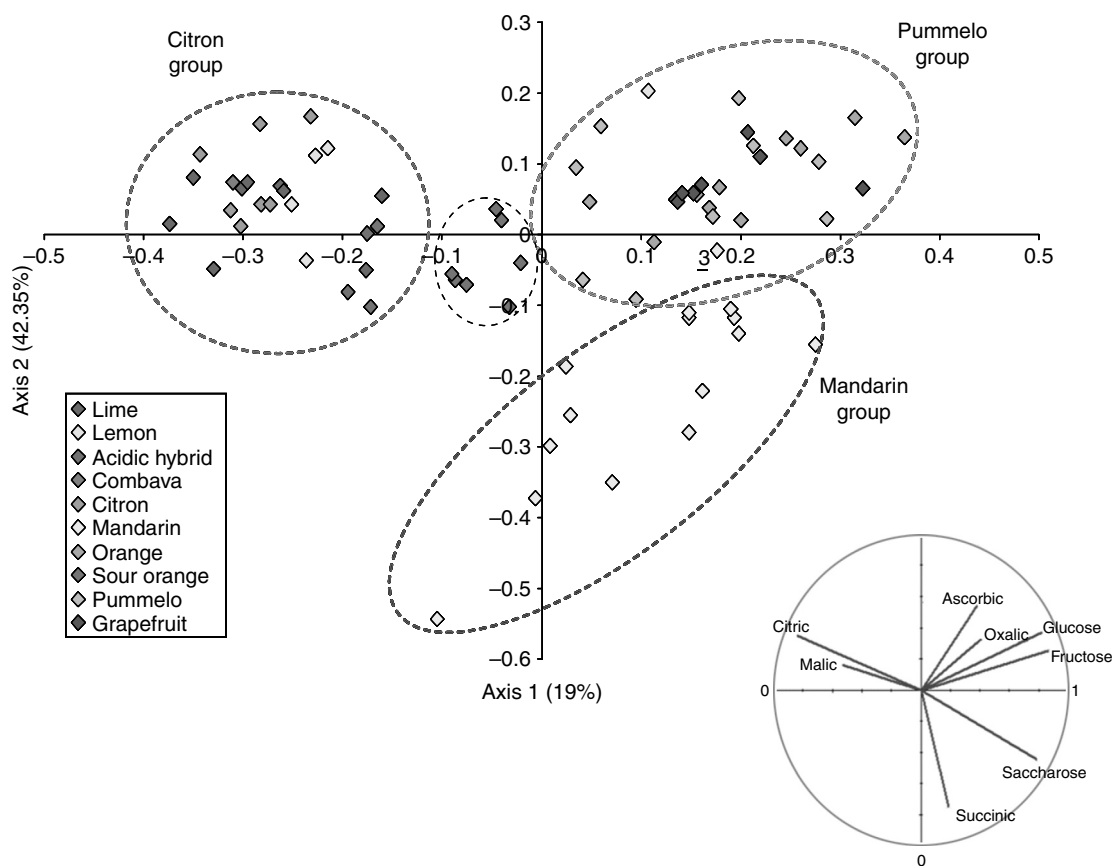 Citron
group
Pummelo
group
0.3
0.2
0.1
0
–0.5
–0.4
–0.3
–0.2
–0.1
0
0.1
–
0.2
0.3
0.4
0.5
–0.1
–0.2
–0.3
–0.4
–0.5
–0.6
Axis 2 (42.35%)
Mandarin
group
Lime
Lemon
Acidic hybrid
Combava
Citron
Mandarin
Orange
Sour orange
Pummelo
Grapefruit
Axis 1 (19%)
Ascorbic
Citric
Oxalic
Glucose
Malic
Fructose
0
1
Saccharose
Succinic
0